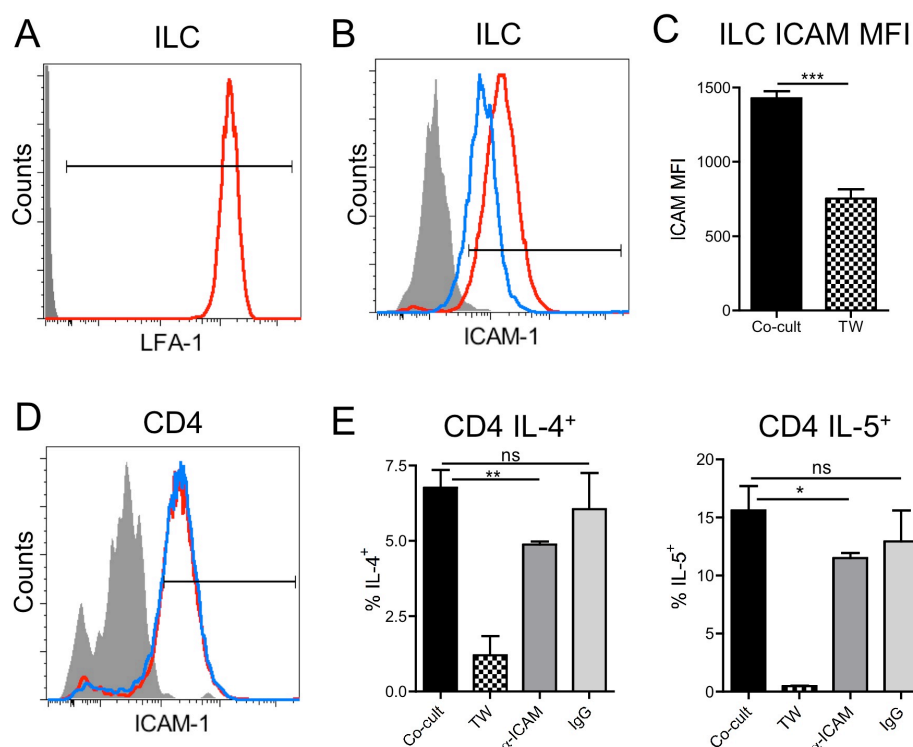 A
ILC
Counts
LFA-1
B
ILC
Counts
ICAM-1
C
ILC ICAM MFI
***
1500
1000
500
0
ICAM MFI
Co-cult
TW
D
CD4
Counts
ICAM-1
E
CD4 IL-4⁺
ns
**
7.5
5.0
2.5
0.0
% IL-4⁺
Co-cult
TW
α-ICAM
IgG
CD4 IL-5⁺
ns
*
20
15
10
5
0
% IL-5⁺
Co-cult
TW
α-ICAM
IgG